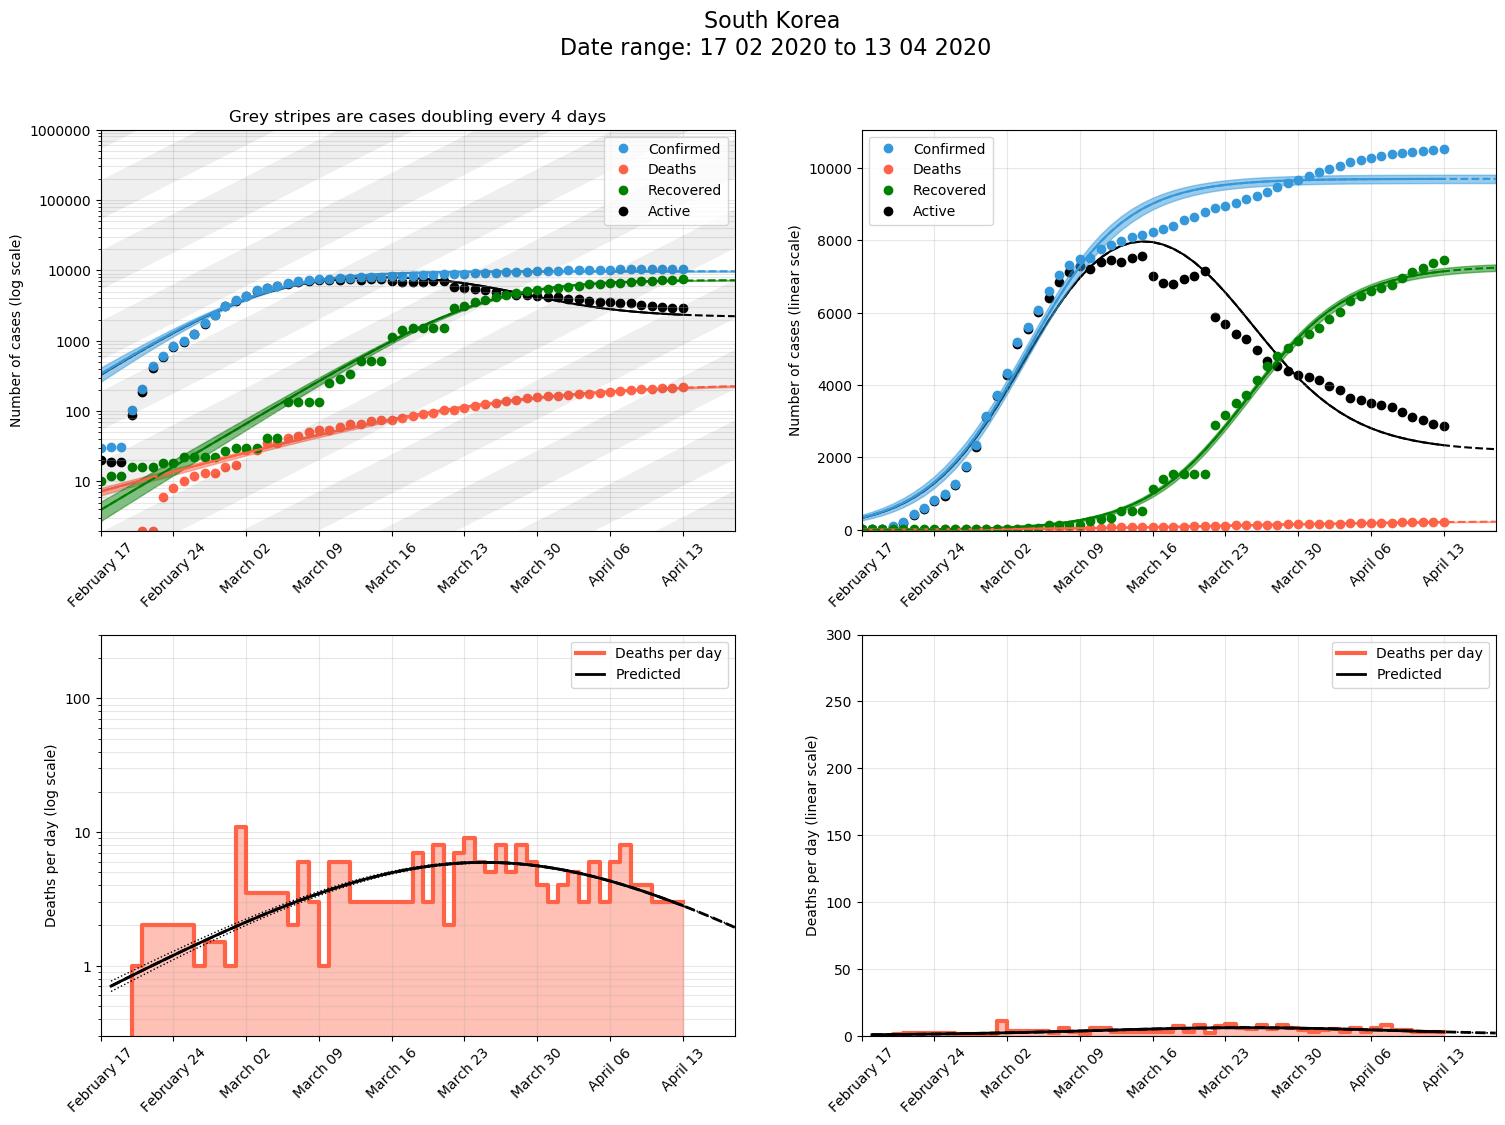 South Korea
Date range: 17 02 2020 to 13 04 2020
Grey stripes are cases doubling every 4 days
Number of cases (log scale)
1000000
100000
10000
1000
100
10
Confirmed
Deaths
Recovered
Active
February 17
February 24
March 02
March 09
March 16
March 23
March 30
April 06
April 13
Number of cases (linear scale)
10000
8000
6000
4000
2000
0
Confirmed
Deaths
Recovered
Active
February 17
February 24
March 02
March 09
March 16
March 23
March 30
April 06
April 13
Deaths per day (log scale)
100
10
1
Deaths per day
Predicted
February 17
February 24
March 02
March 09
March 16
March 23
March 30
April 06
April 13
Deaths per day (linear scale)
300
250
200
150
100
50
0
Deaths per day
Predicted
February 17
February 24
March 02
March 09
March 16
March 23
March 30
April 06
April 13